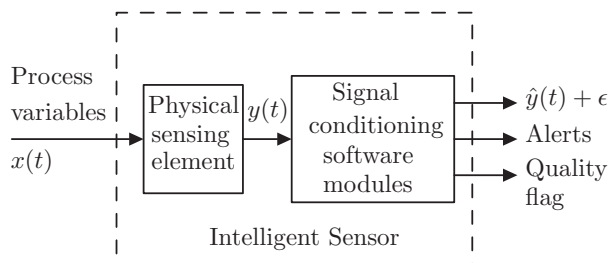 Process
variables
x(t)
Physical
sensing
element
y(t)
Signal
conditioning
software
modules
ŷ(t) + ϵ
Alerts
Quality
flag
Intelligent Sensor